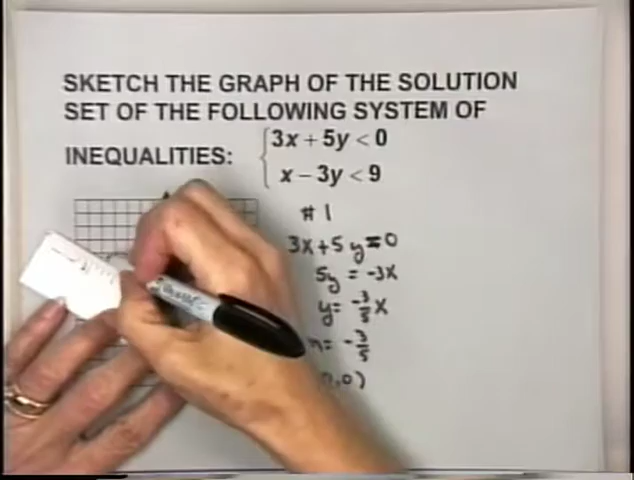 SKETCH THE GRAPH OF THE SOLUTION
SET OF THE FOLLOWING SYSTEM OF
INEQUALITIES: { 3x + 5y < 0
x − 3y < 9
# 1
3x+5y=0
5y = -3x
y= -3/5 x
m= -3/5
,0)